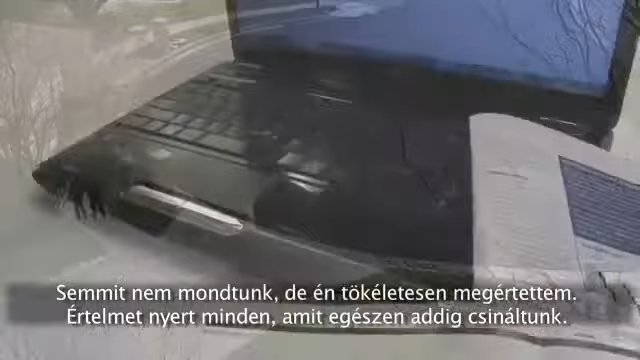 Semmit nem mondtunk, de én tökéletesen megértettem.
Értelmet nyert minden, amit egészen addig csináltunk.